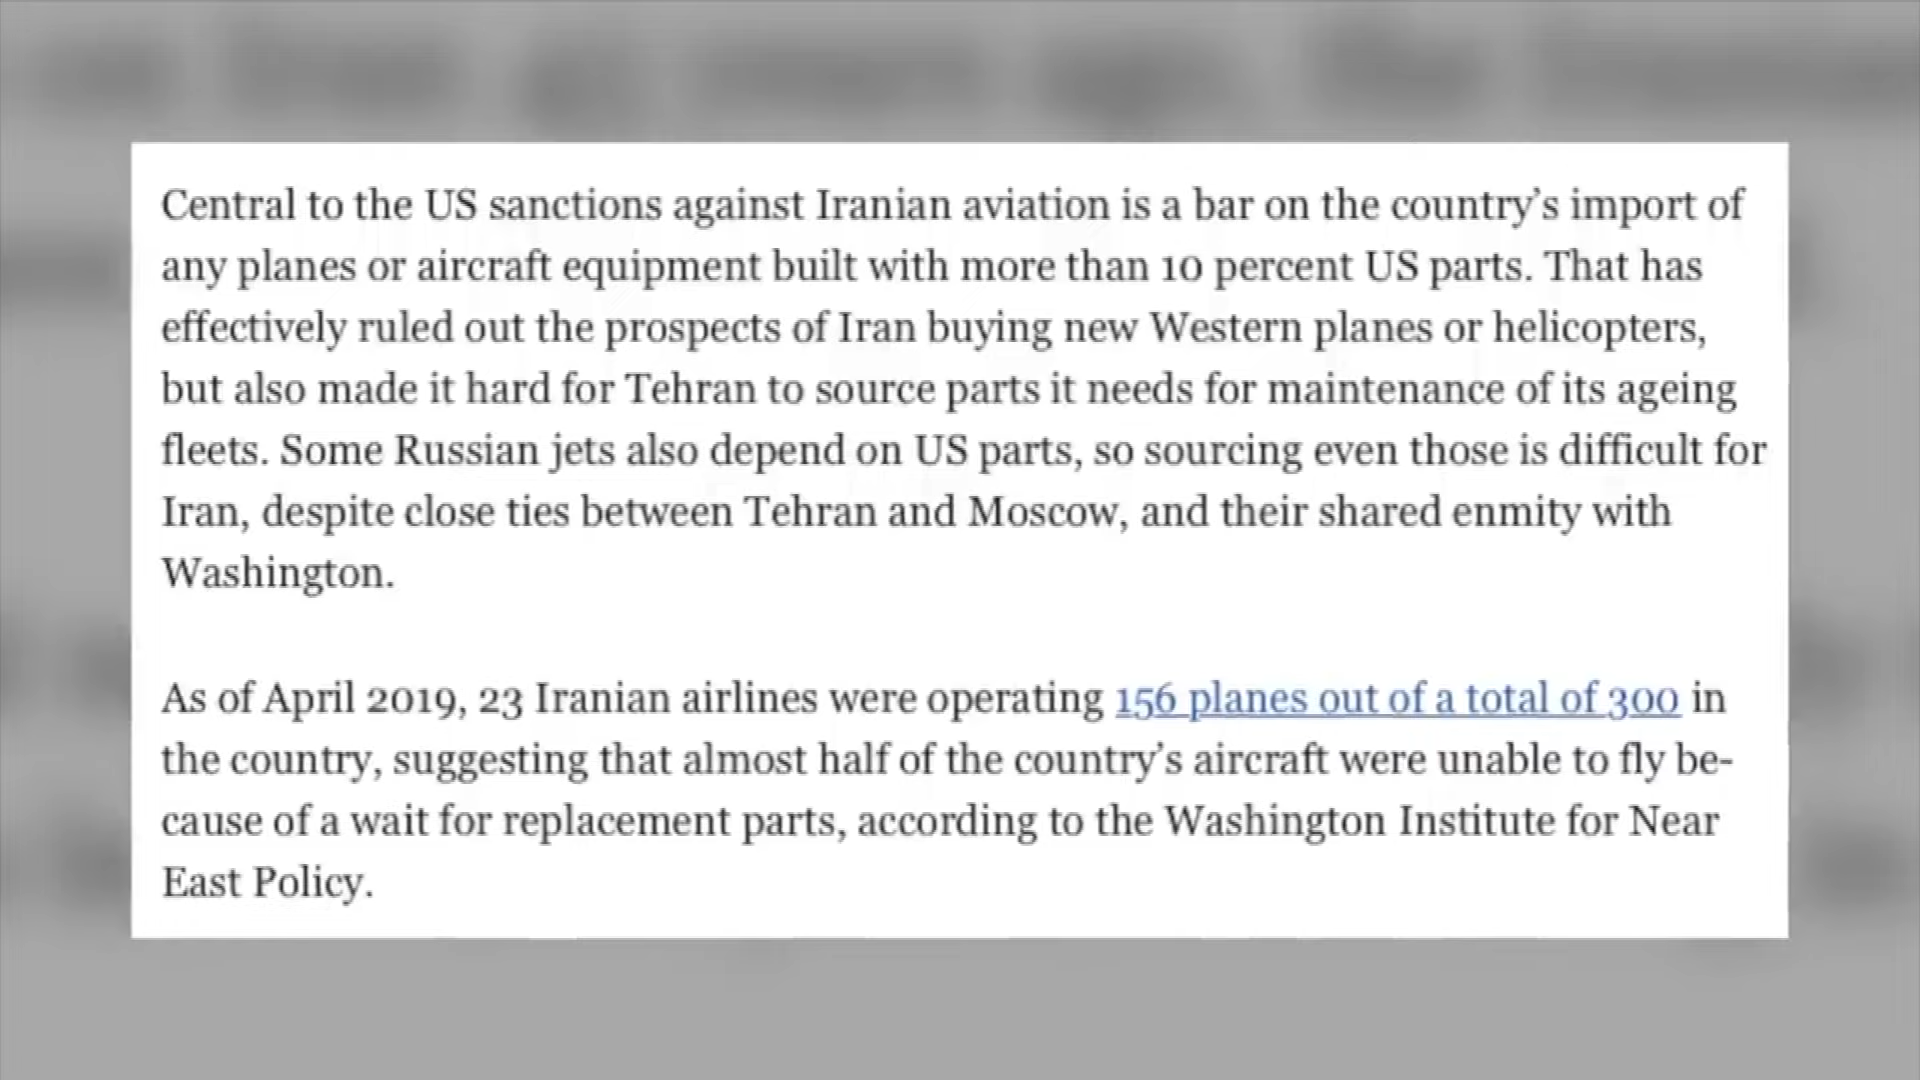 Central to the US sanctions against Iranian aviation is a bar on the country’s import of
any planes or aircraft equipment built with more than 10 percent US parts. That has
effectively ruled out the prospects of Iran buying new Western planes or helicopters,
but also made it hard for Tehran to source parts it needs for maintenance of its ageing
fleets. Some Russian jets also depend on US parts, so sourcing even those is difficult for
Iran, despite close ties between Tehran and Moscow, and their shared enmity with
Washington.
As of April 2019, 23 Iranian airlines were operating 156 planes out of a total of 300 in
the country, suggesting that almost half of the country’s aircraft were unable to fly be-
cause of a wait for replacement parts, according to the Washington Institute for Near
East Policy.